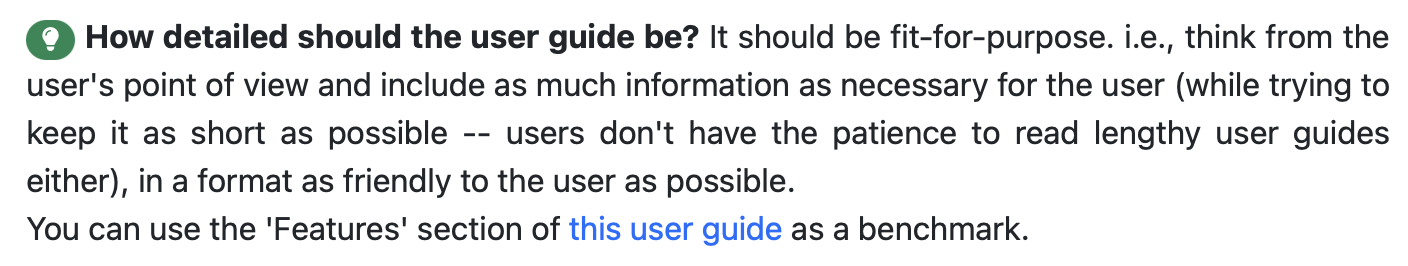 How detailed should the user guide be? It should be fit-for-purpose. i.e., think from the
user's point of view and include as much information as necessary for the user (while trying to
keep it as short as possible -- users don't have the patience to read lengthy user guides
either), in a format as friendly to the user as possible.
You can use the 'Features' section of this user guide as a benchmark.